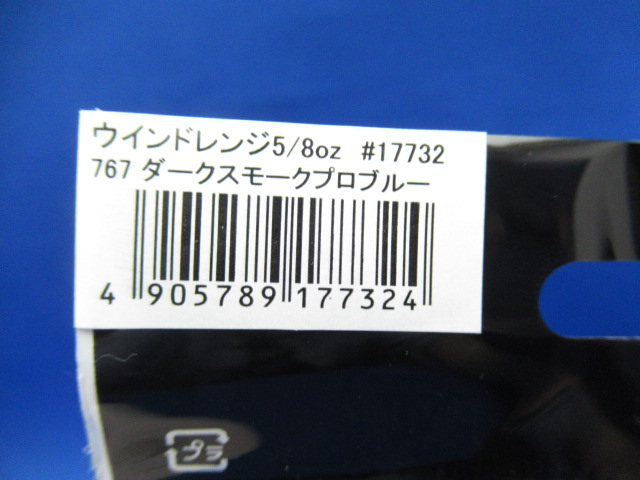 ウインドレンジ5/8oz #17732
767 ダークスモークプロブルー
4 905789 177324
プラ